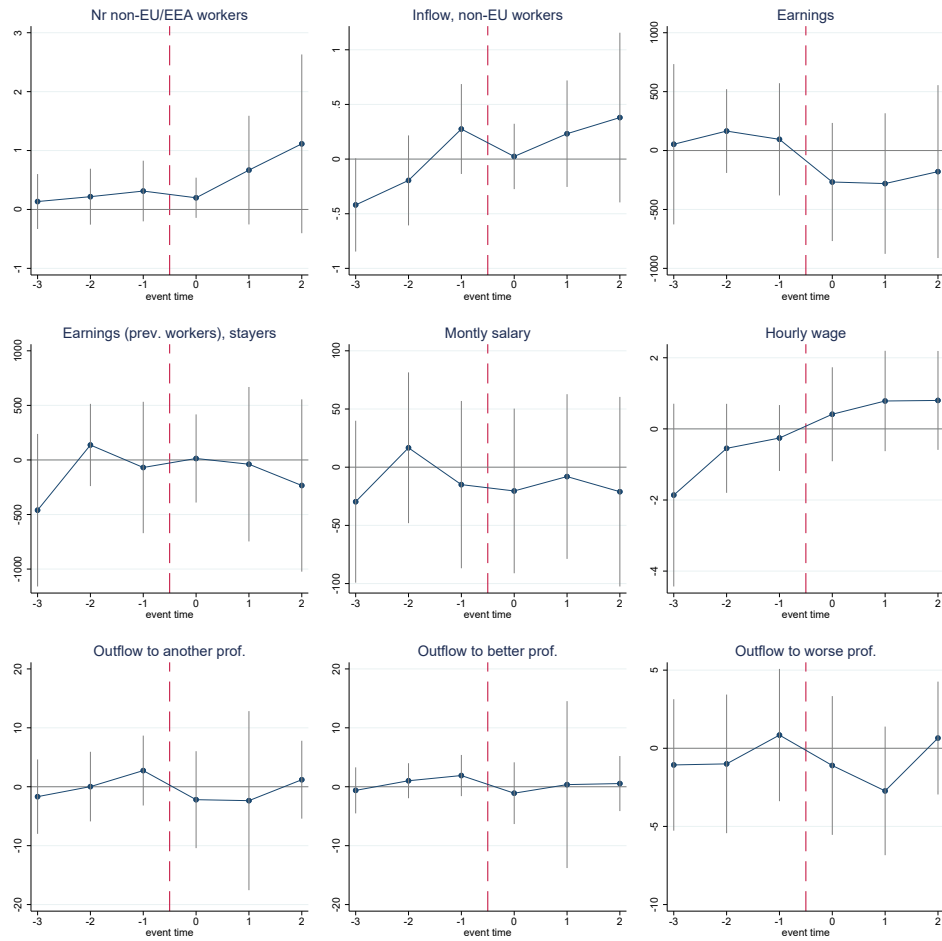 Nr non-EU/EEA workers
3
2
1
0
-1
-3 -2 -1 0 1 2
event time
Inflow, non-EU workers
1
.5
0
-.5
-1
-3 -2 -1 0 1 2
event time
Earnings
1000
500
0
-500
-1000
-3 -2 -1 0 1 2
event time
Earnings (prev. workers), stayers
1000
500
0
-500
-1000
-3 -2 -1 0 1 2
event time
Montly salary
100
50
0
-50
-100
-3 -2 -1 0 1 2
event time
Hourly wage
2
0
-2
-4
-3 -2 -1 0 1 2
event time
Outflow to another prof.
20
10
0
-10
-20
-3 -2 -1 0 1 2
event time
Outflow to better prof.
20
10
0
-10
-20
-3 -2 -1 0 1 2
event time
Outflow to worse prof.
5
0
-5
-10
-3 -2 -1 0 1 2
event time